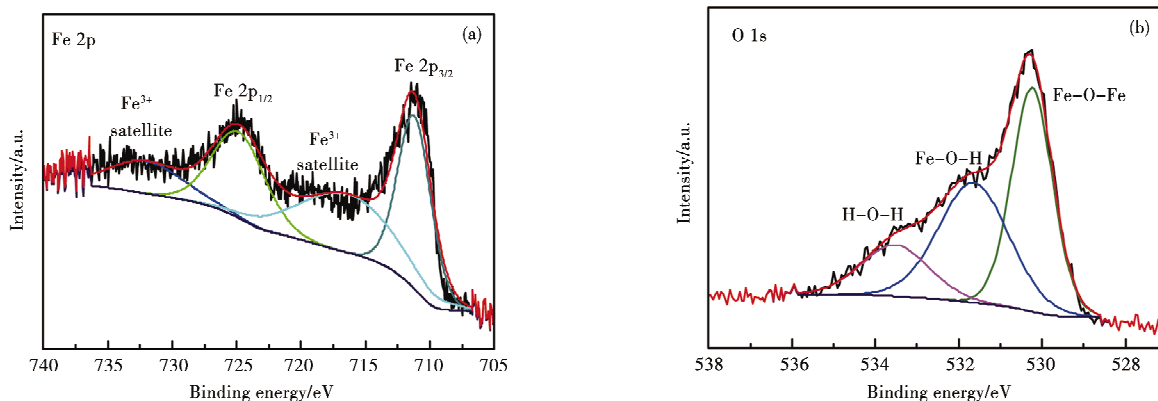 Fe 2p
(a)
Fe 2p3/2
Fe 2p1/2
Fe³⁺
satellite
Fe³⁺
satellite
Intensity/a.u.
740 735 730 725 720 715 710 705
Binding energy/eV
O 1s
(b)
Fe-O-Fe
Fe-O-H
H-O-H
Intensity/a.u.
538 536 534 532 530 528
Binding energy/eV